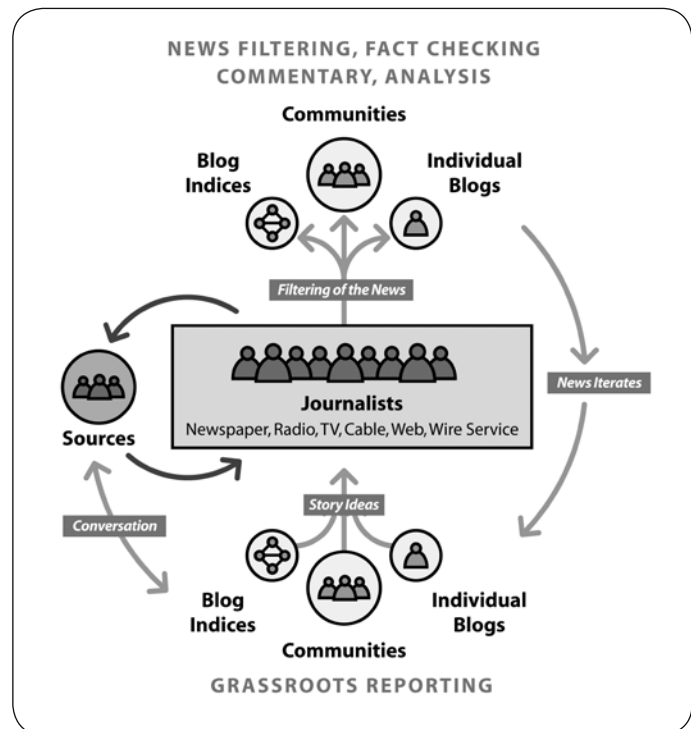 NEWS FILTERING, FACT CHECKING
COMMENTARY, ANALYSIS
Communities
Blog
Indices
Individual
Blogs
Filtering of the News
Journalists
Newspaper, Radio, TV, Cable, Web, Wire Service
Sources
News Iterates
Story Ideas
Conversation
Blog
Indices
Individual
Blogs
Communities
GRASSROOTS REPORTING